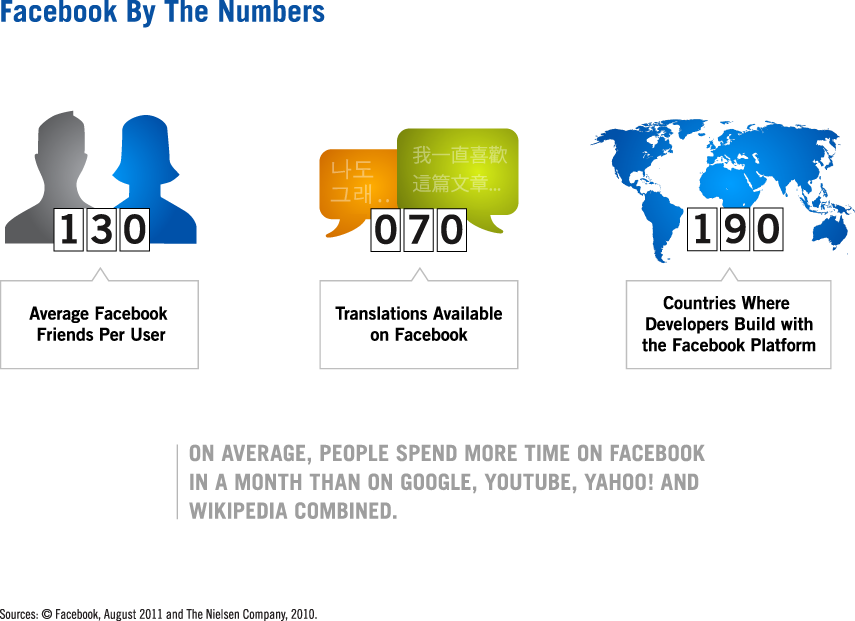 Facebook By The Numbers
나도
그래 ..
我一直喜歡
這篇文章...
130
070
190
Average Facebook
Friends Per User
Translations Available
on Facebook
Countries Where
Developers Build with
the Facebook Platform
ON AVERAGE, PEOPLE SPEND MORE TIME ON FACEBOOK
IN A MONTH THAN ON GOOGLE, YOUTUBE, YAHOO! AND
WIKIPEDIA COMBINED.
Sources: © Facebook, August 2011 and The Nielsen Company, 2010.